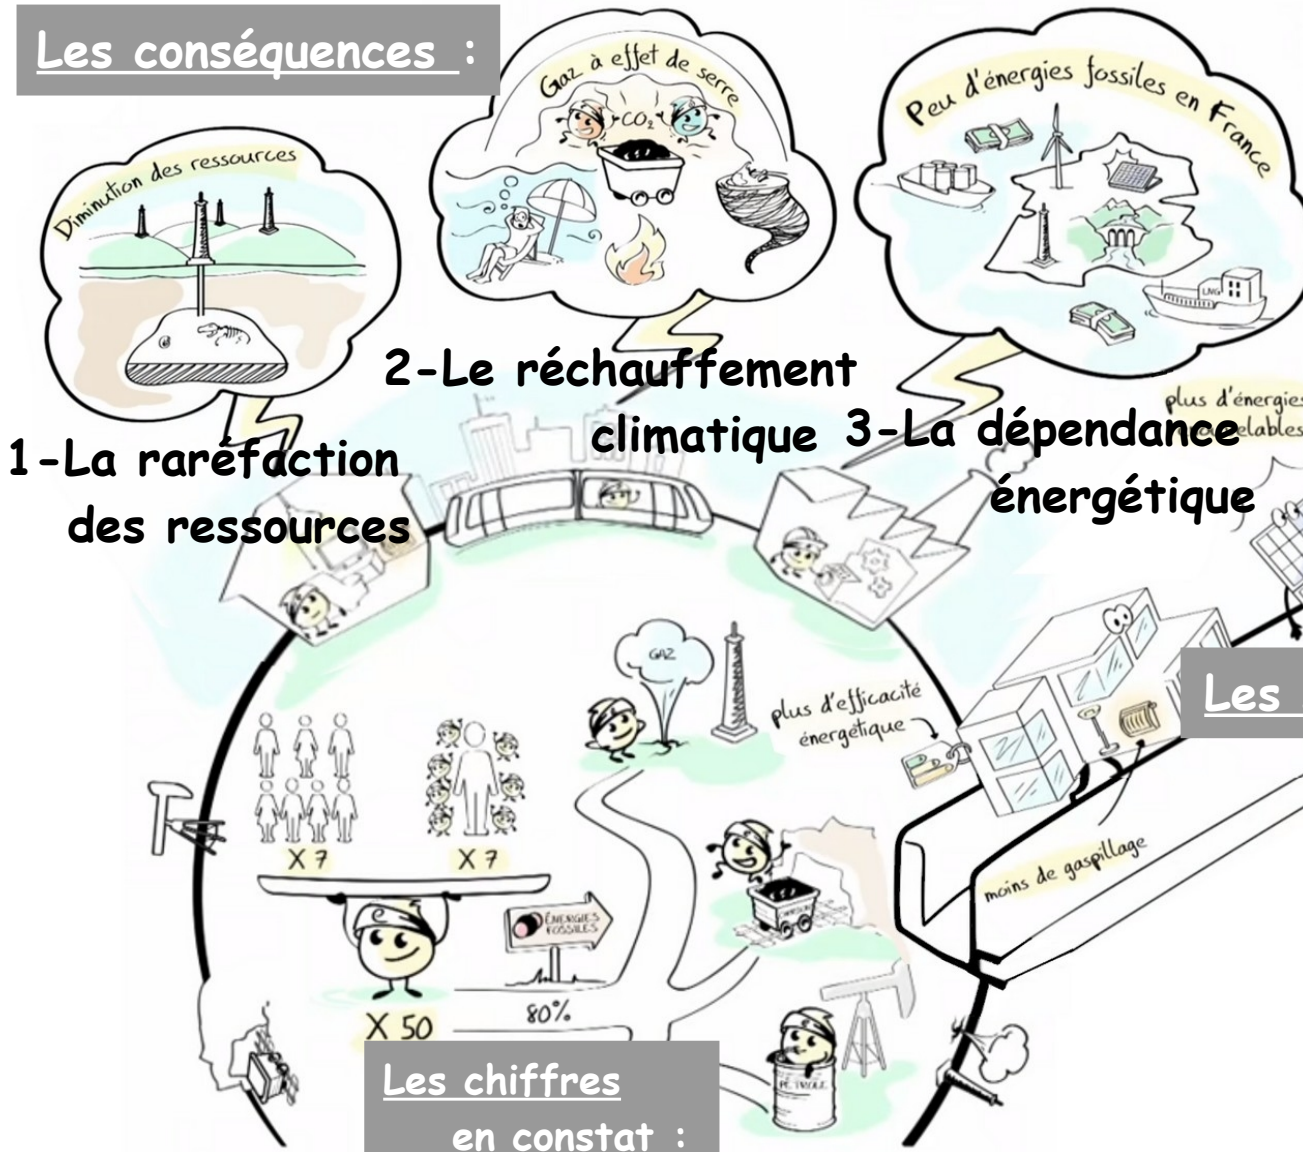 Les conséquences :
Diminution des ressources
Gaz à effet de serre
CO₂
Peu d'énergies fossiles en France
LNG
1-La raréfaction
des ressources
2-Le réchauffement
climatique
3-La dépendance
énergétique
plus d'énergies
GAZ
plus d'efficacité
énergétique
Les
X 7
X 7
moins de gaspillage
ÉNERGIES
FOSSILES
X 50
80%
CHARBON
PÉTROLE
Les chiffres
en constat :